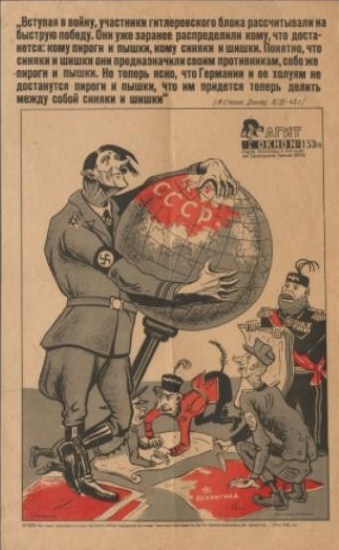 „Вступая в войну, участники гитлеровского блока рассчитывали на
быструю победу. Они уже заранее распределили кому, что доста-
нется: кому пироги и пышки, кому синяки и шишки. Понятно, что
синяки и шишки они предназначили своим противникам, себе же
-пироги и пышки. Но теперь ясно, что Германии и ее холуям не
достанутся пироги и пышки, что им придется теперь делить
между собой синяки и шишки“
АГИТ
ОКНО №153
СССР
ЛЕНИНГРАД